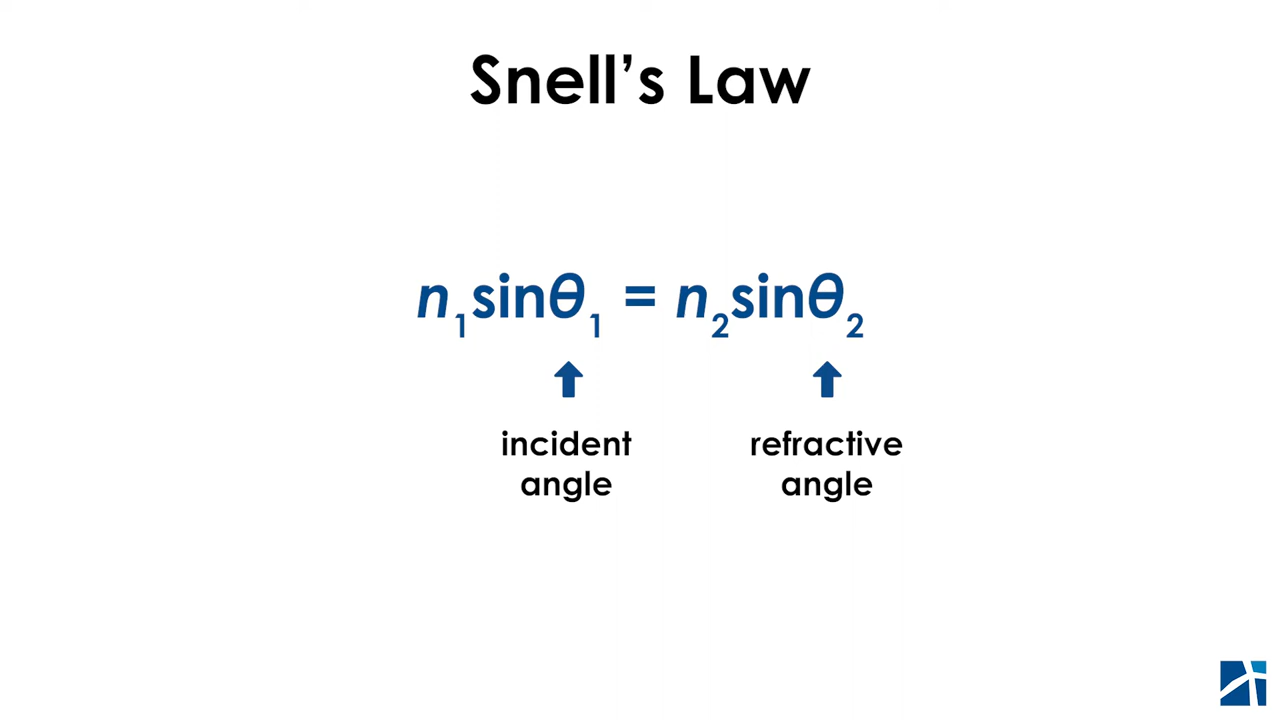 Snell’s Law
n₁sinθ₁ = n₂sinθ₂
incident
angle
refractive
angle